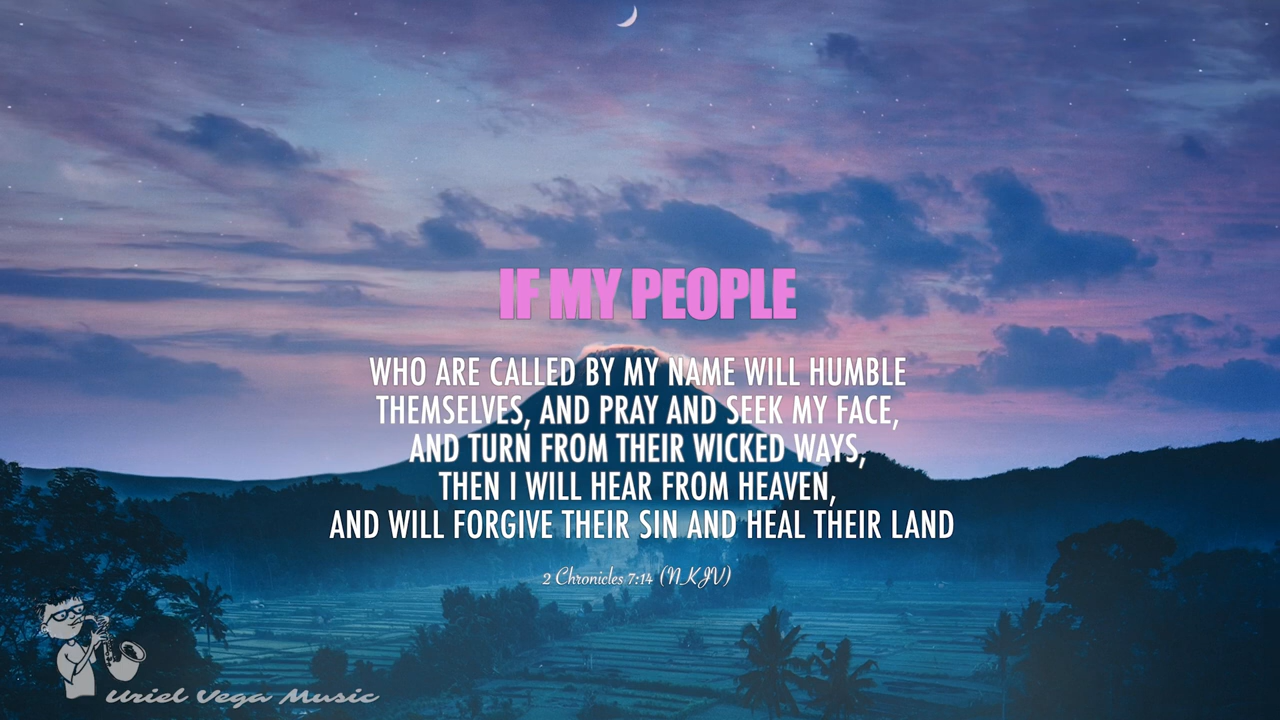 IF MY PEOPLE
WHO ARE CALLED BY MY NAME WILL HUMBLE
THEMSELVES, AND PRAY AND SEEK MY FACE,
AND TURN FROM THEIR WICKED WAYS,
THEN I WILL HEAR FROM HEAVEN,
AND WILL FORGIVE THEIR SIN AND HEAL THEIR LAND
2 Chronicles 7:14 (NKJV)
Uriel Vega Music